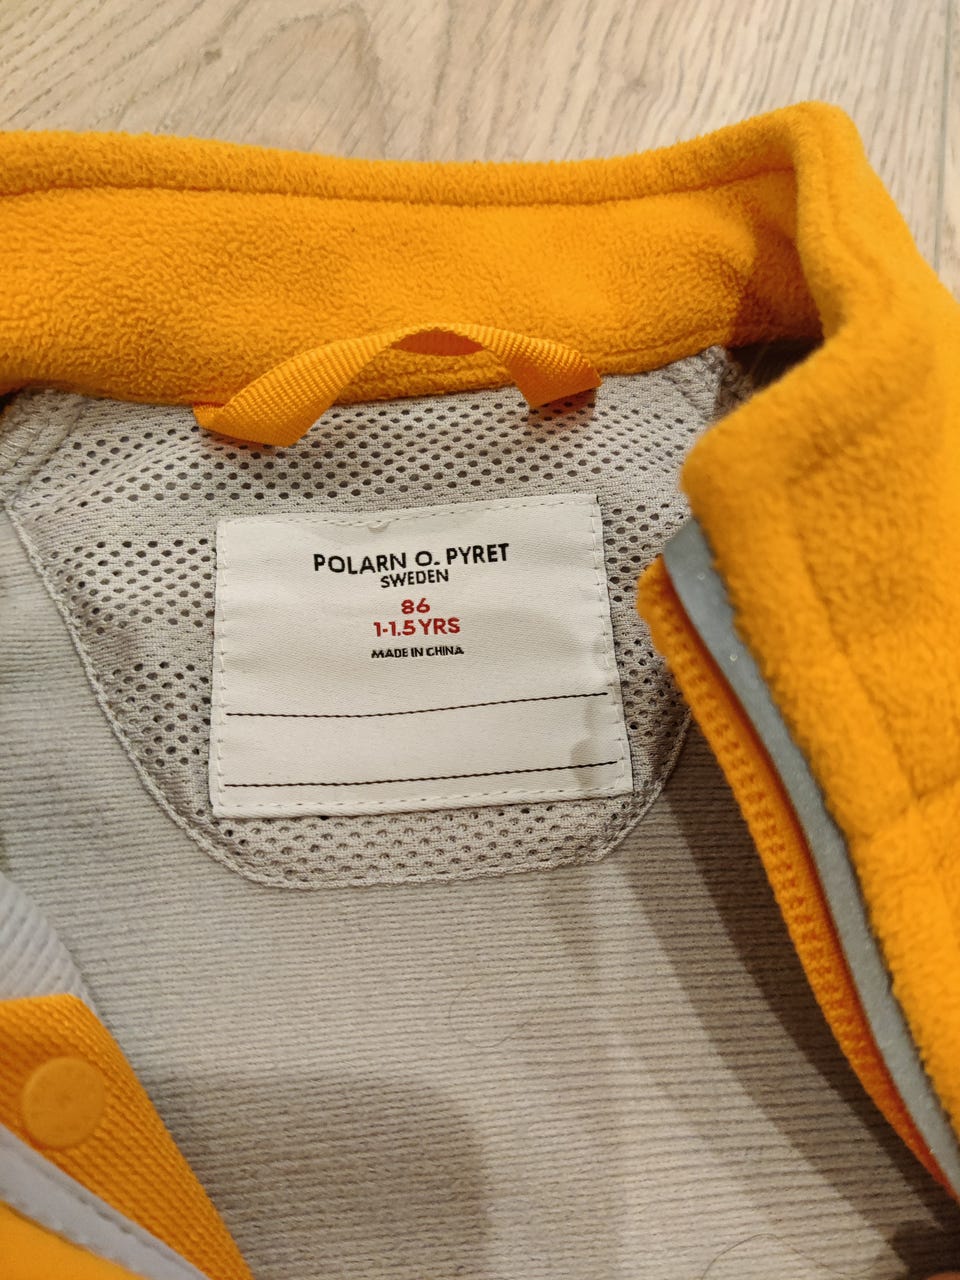 POLARN O. PYRET
SWEDEN
86
1-1.5 YRS
MADE IN CHINA